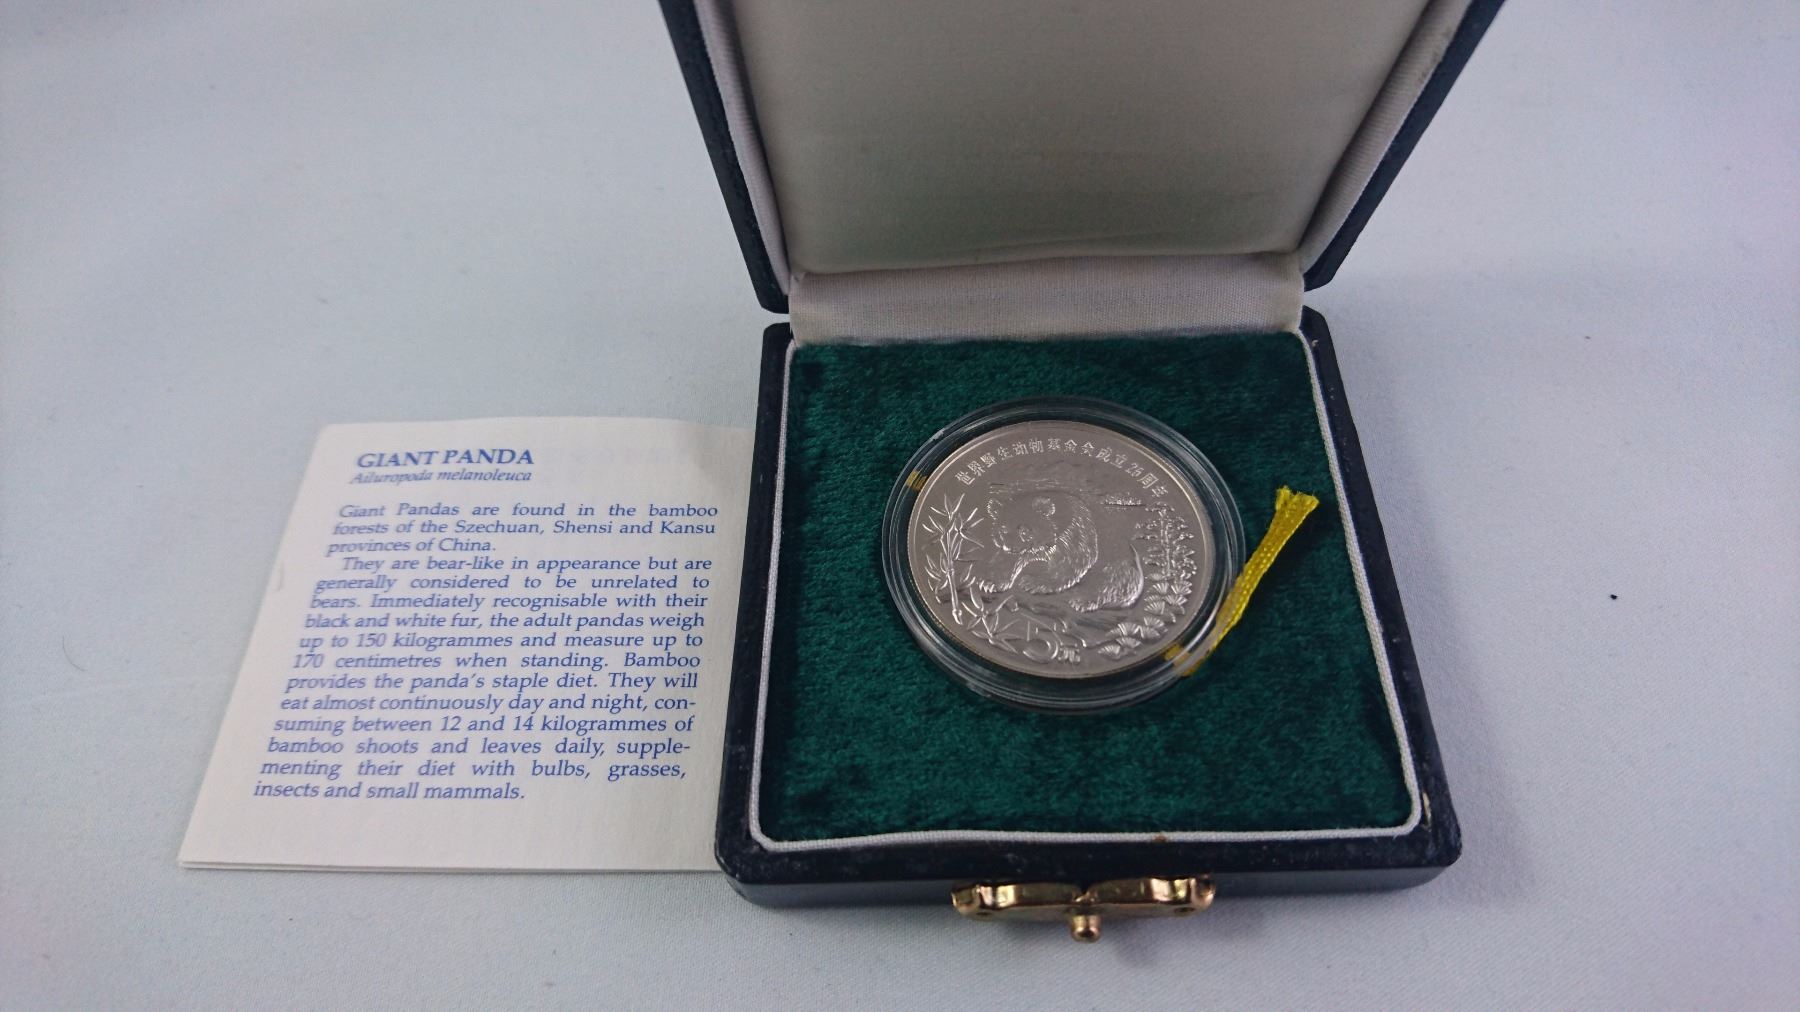 GIANT PANDA
Ailuropoda melanoleuca
Giant Pandas are found in the bamboo
forests of the Szechuan, Shensi and Kansu
provinces of China.
They are bear-like in appearance but are
generally considered to be unrelated to
bears. Immediately recognisable with their
black and white fur, the adult pandas weigh
up to 150 kilogrammes and measure up to
170 centimetres when standing. Bamboo
provides the panda's staple diet. They will
eat almost continuously day and night, con-
suming between 12 and 14 kilogrammes of
bamboo shoots and leaves daily, supple-
menting their diet with bulbs, grasses,
insects and small mammals.
世界野生动物基金会成立25周年
5元